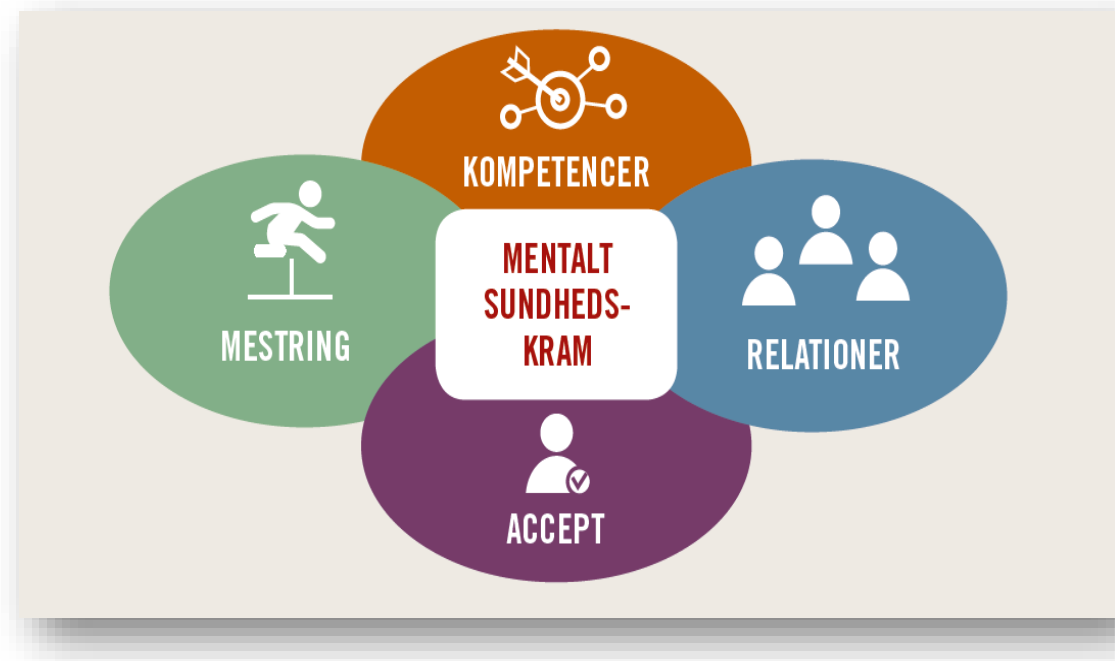 KOMPETENCER
MENTALT
SUNDHEDS-
KRAM
MESTRING
RELATIONER
ACCEPT